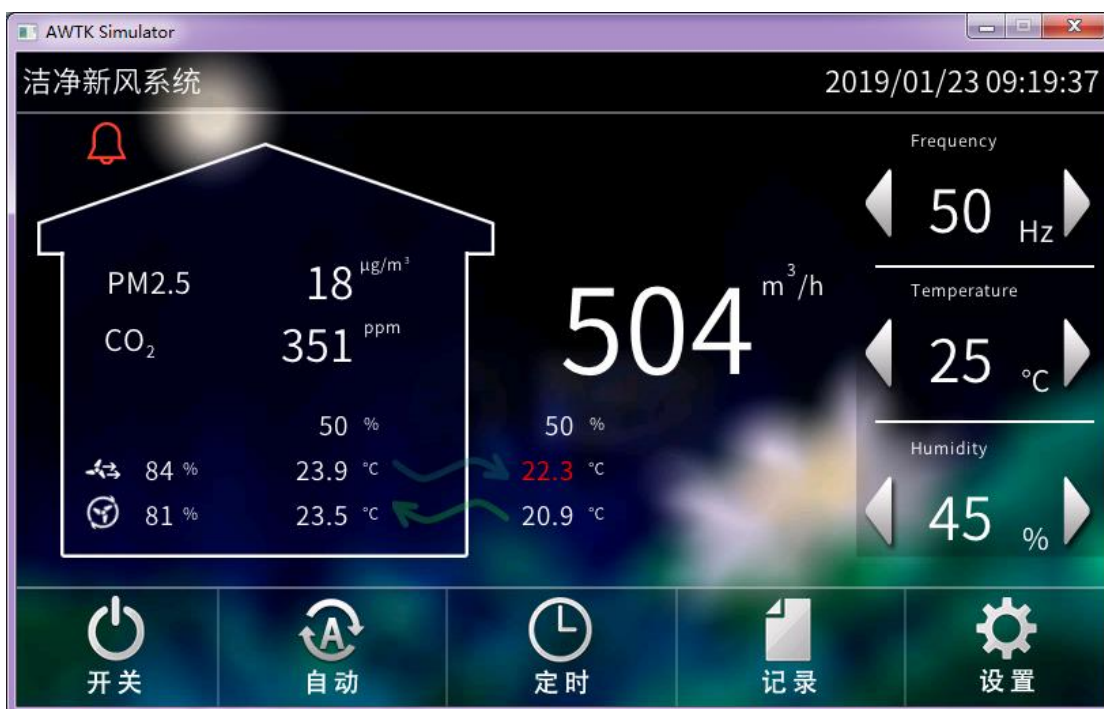 AWTK Simulator
洁净新风系统 2019/01/23 09:19:37
Frequency
50 Hz
PM2.5 18 μg/m³
CO₂ 351 ppm
504 m³/h
Temperature
25 °C
50 % 50 %
84 % 23.9 °C 22.3 °C
81 % 23.5 °C 20.9 °C
Humidity
45 %
开关 自动 定时 记录 设置